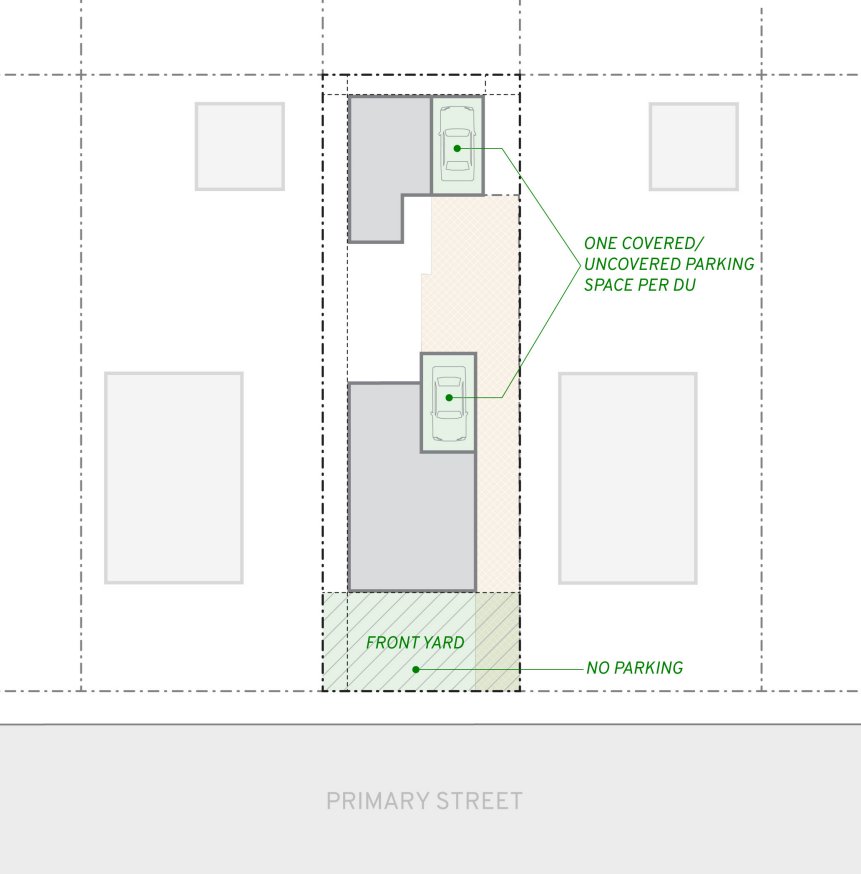 ONE COVERED/
UNCOVERED PARKING
SPACE PER DU
FRONT YARD
NO PARKING
PRIMARY STREET